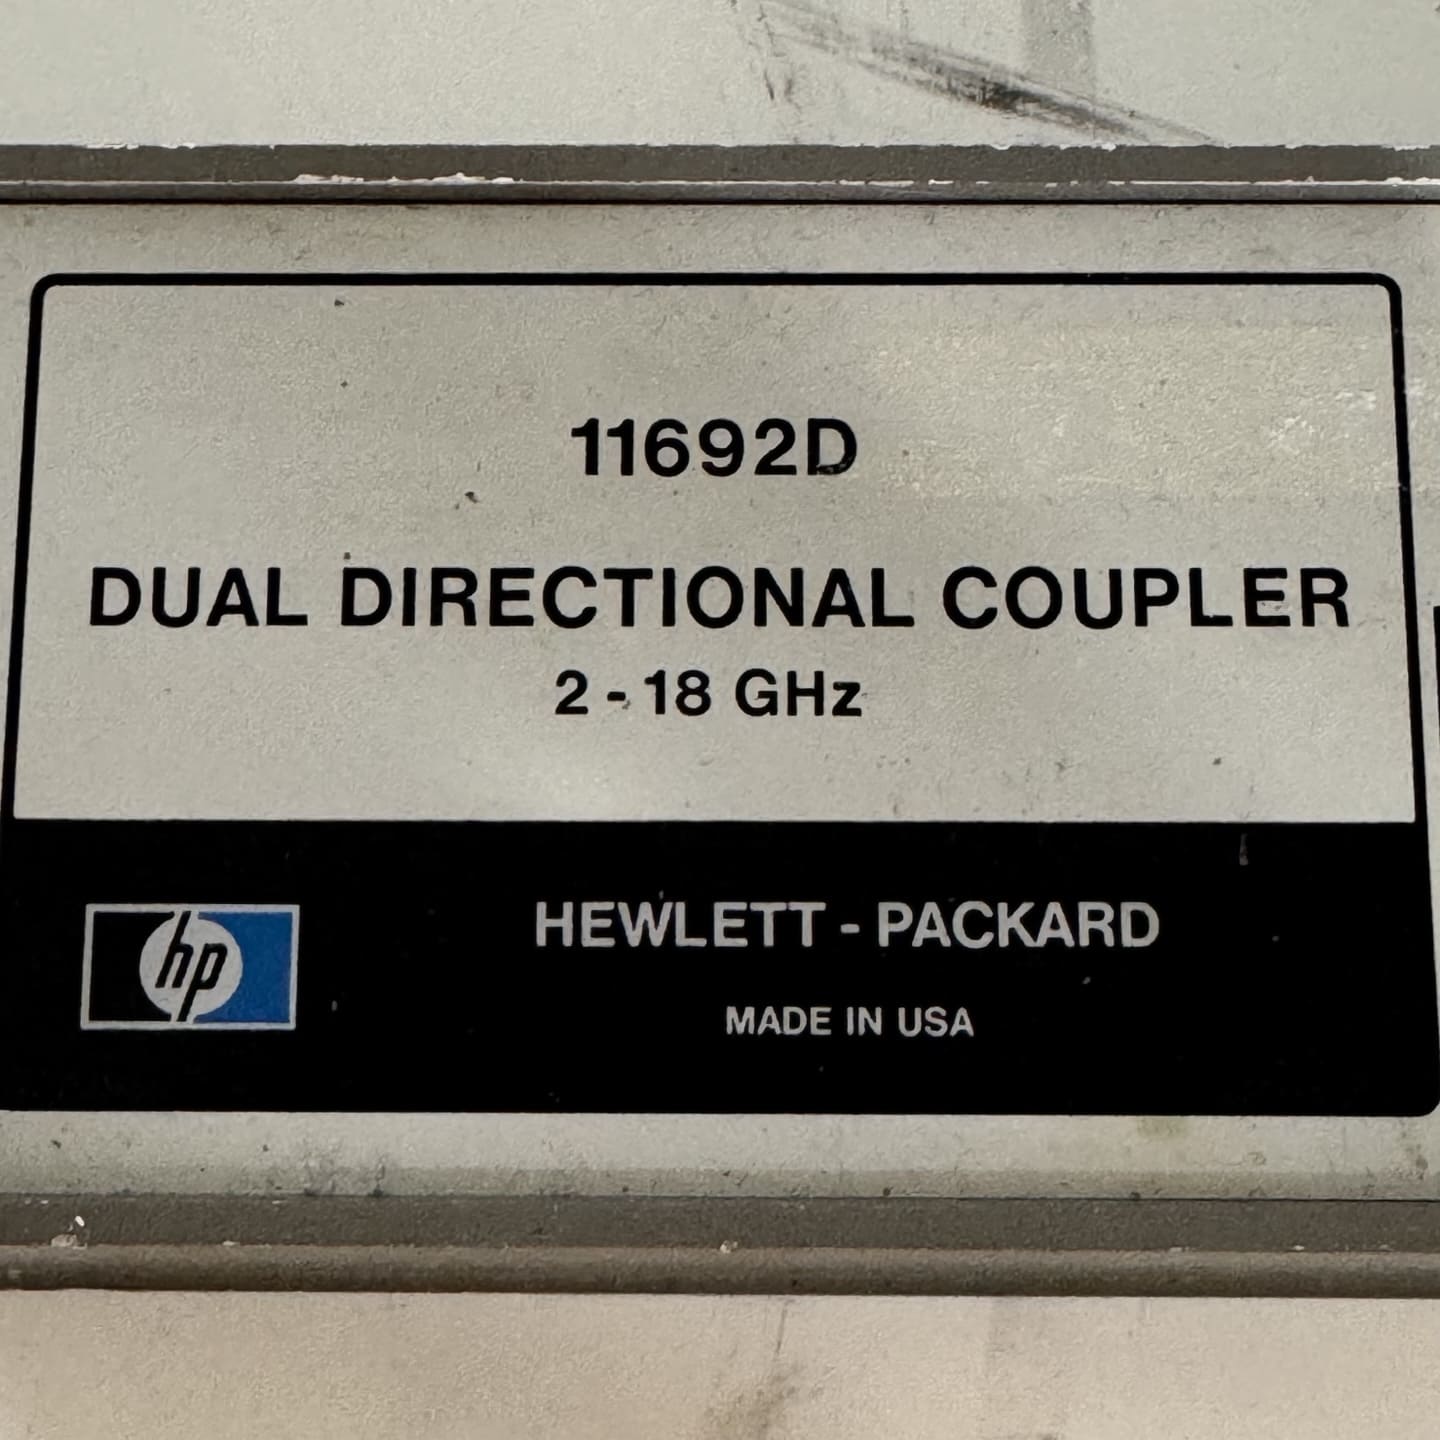 11692D
DUAL DIRECTIONAL COUPLER
2 - 18 GHz
hp
HEWLETT - PACKARD
MADE IN USA